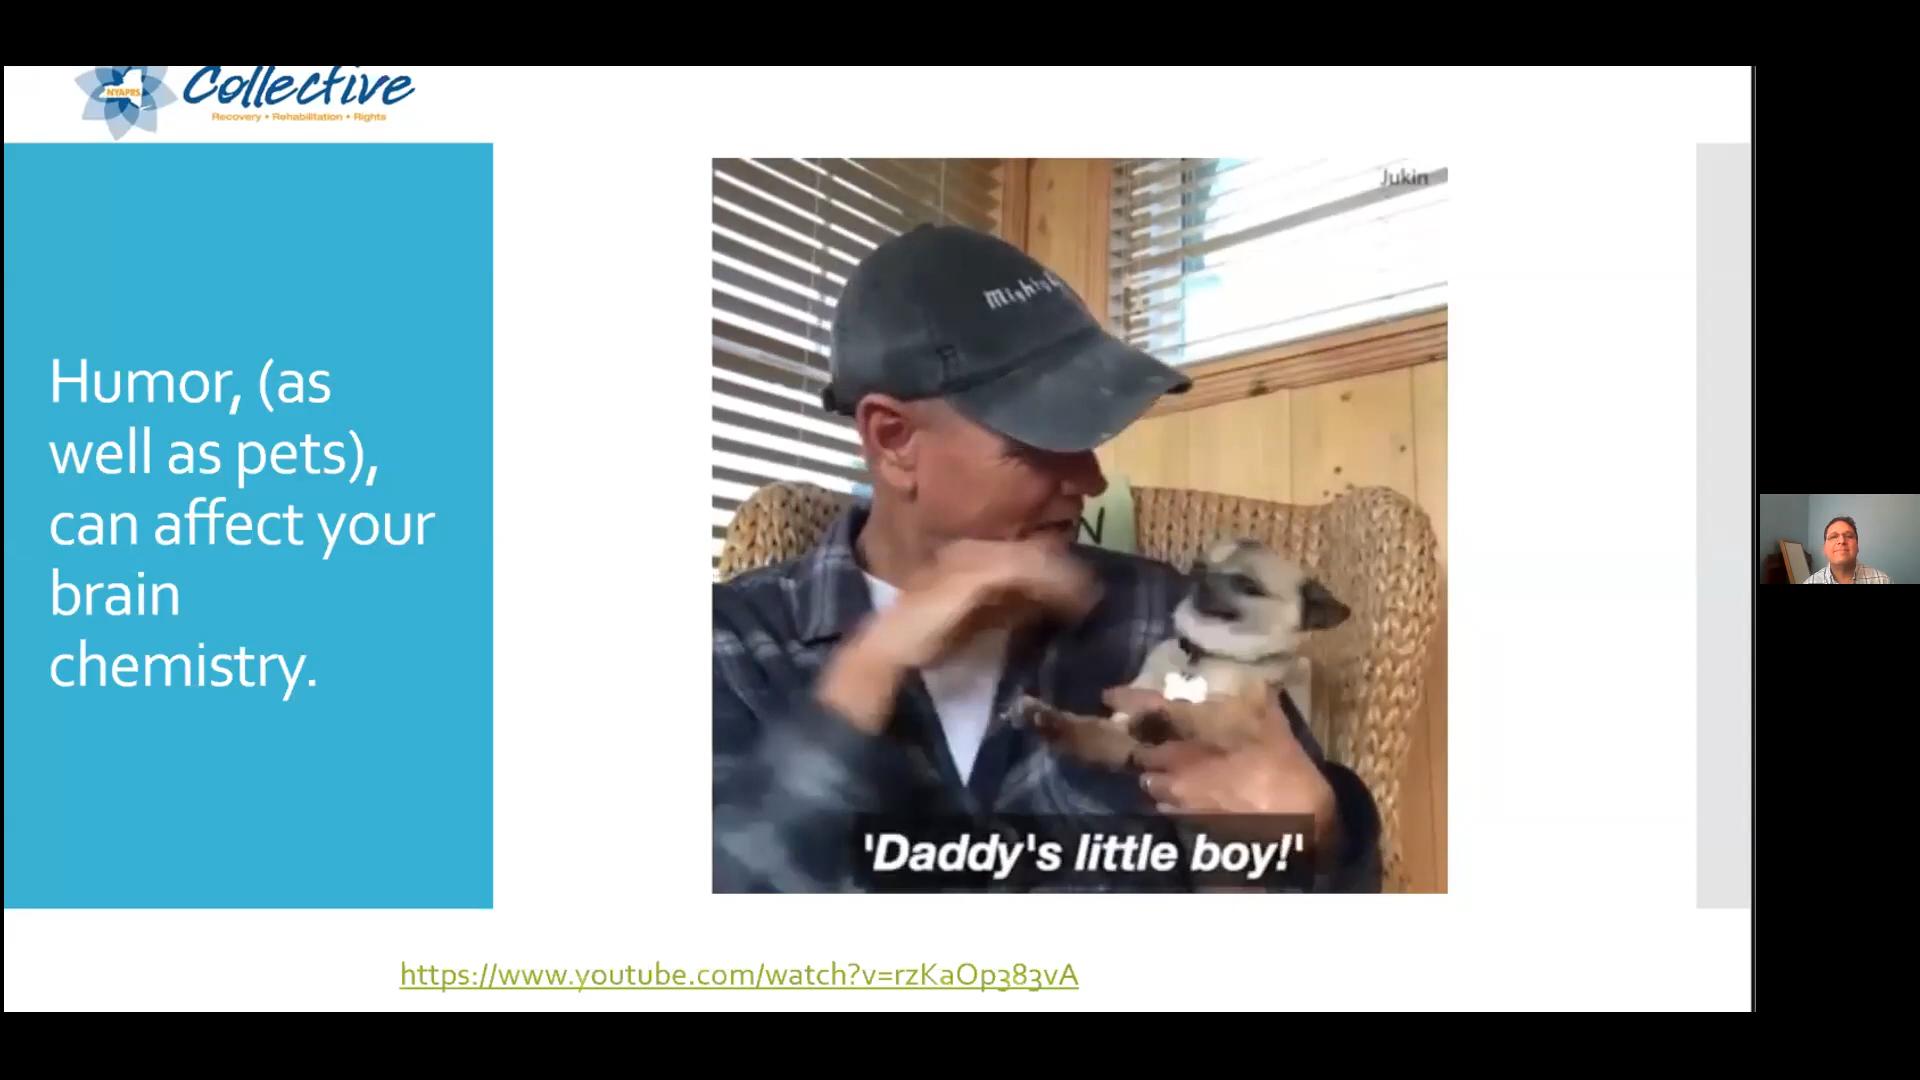 NYAPRS
Collective
Recovery • Rehabilitation • Rights
Humor, (as
well as pets),
can affect your
brain
chemistry.
Jukin
N
'Daddy's little boy!'
https://www.youtube.com/watch?v=rzKaOp383vA